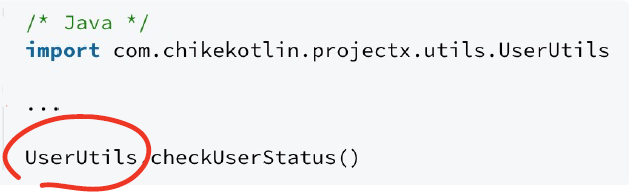 /* Java */
import com.chikekotlin.projectx.utils.UserUtils
...
UserUtils.checkUserStatus()